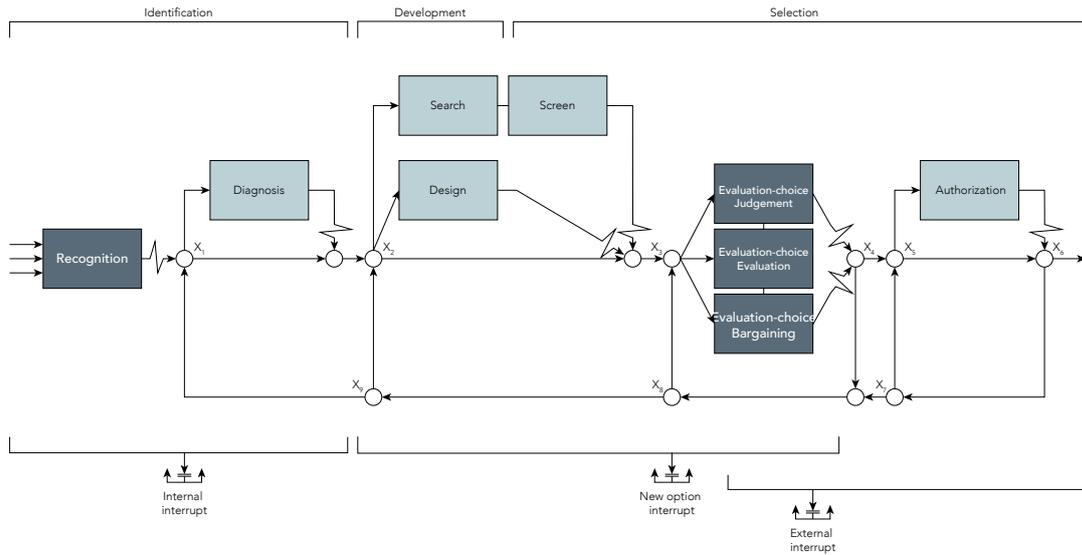 Identification
Development
Selection
Search
Screen
Diagnosis
Design
Evaluation-choice
Judgement
Authorization
Recognition
X1
X2
X3
Evaluation-choice
Evaluation
X4
X5
X6
Evaluation-choice
Bargaining
X9
X8
X7
Internal
interrupt
New option
interrupt
External
interrupt